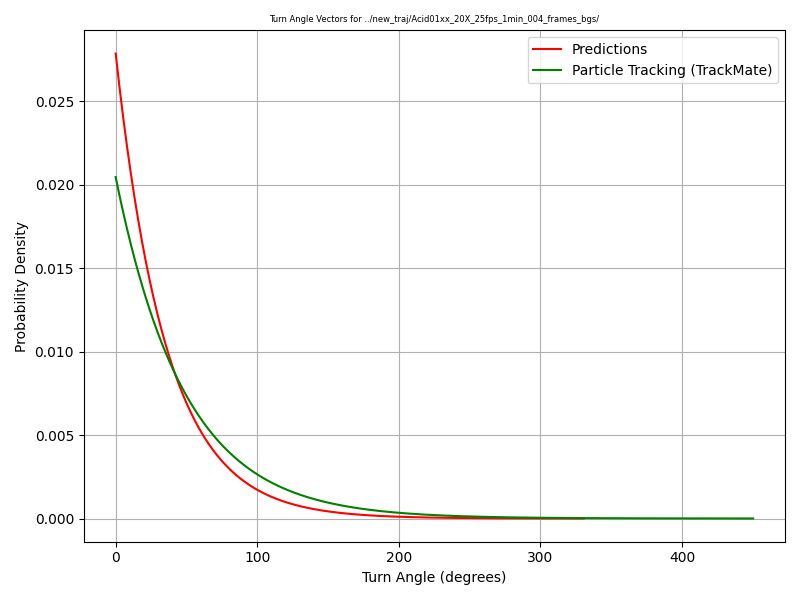 Turn Angle Vectors for ../new_traj/Acid01xx_20X_25fps_1min_004_frames_bgs/
Predictions
Particle Tracking (TrackMate)
0.025
0.020
0.015
0.010
0.005
0.000
Probability Density
0 100 200 300 400
Turn Angle (degrees)